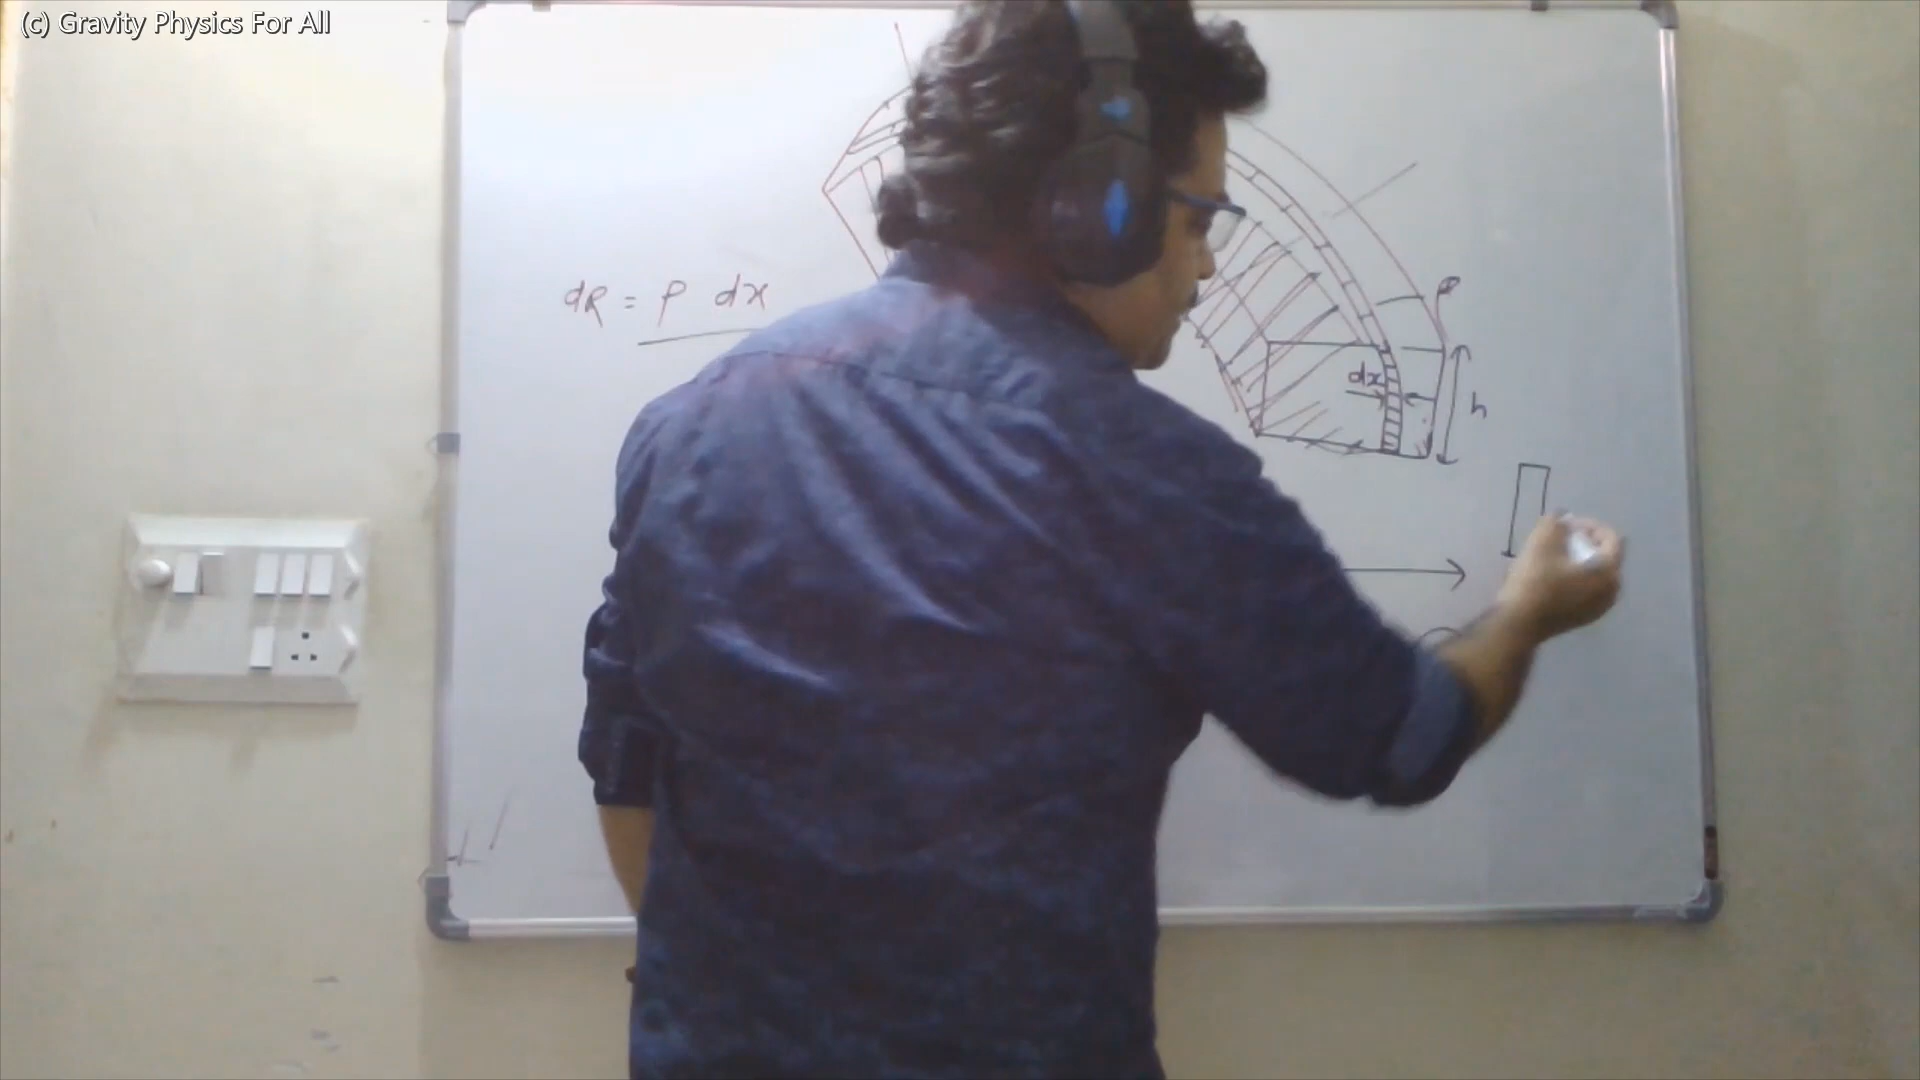 (c) Gravity Physics For All
dR = ρ dx
dx
h